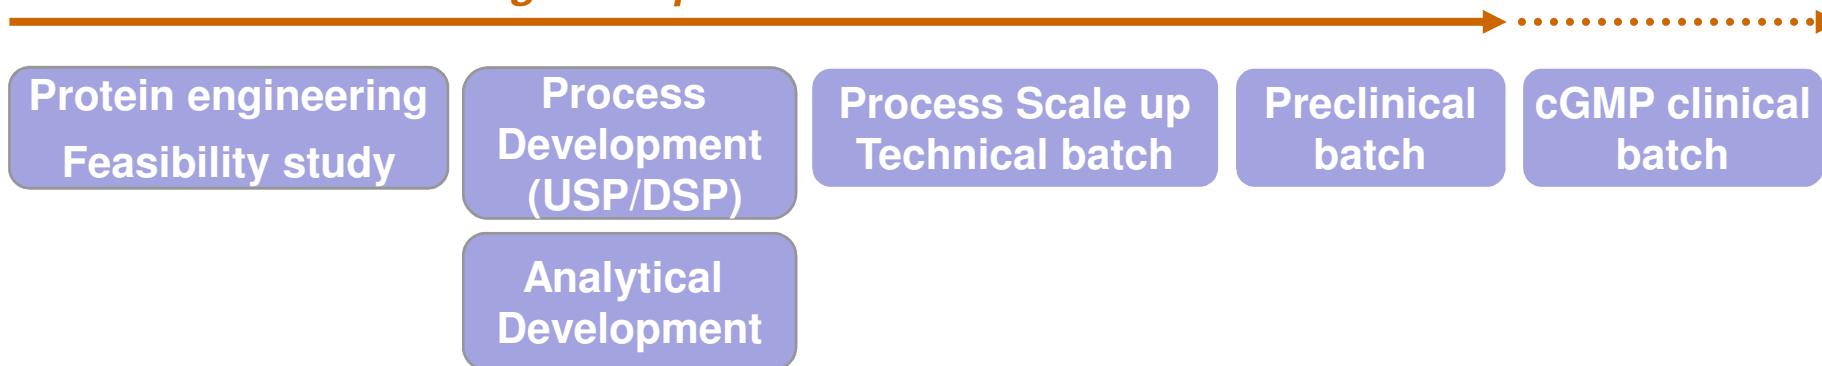 Protein engineering
Feasibility study
Process
Development
(USP/DSP)
Analytical
Development
Process Scale up
Technical batch
Preclinical
batch
cGMP clinical
batch